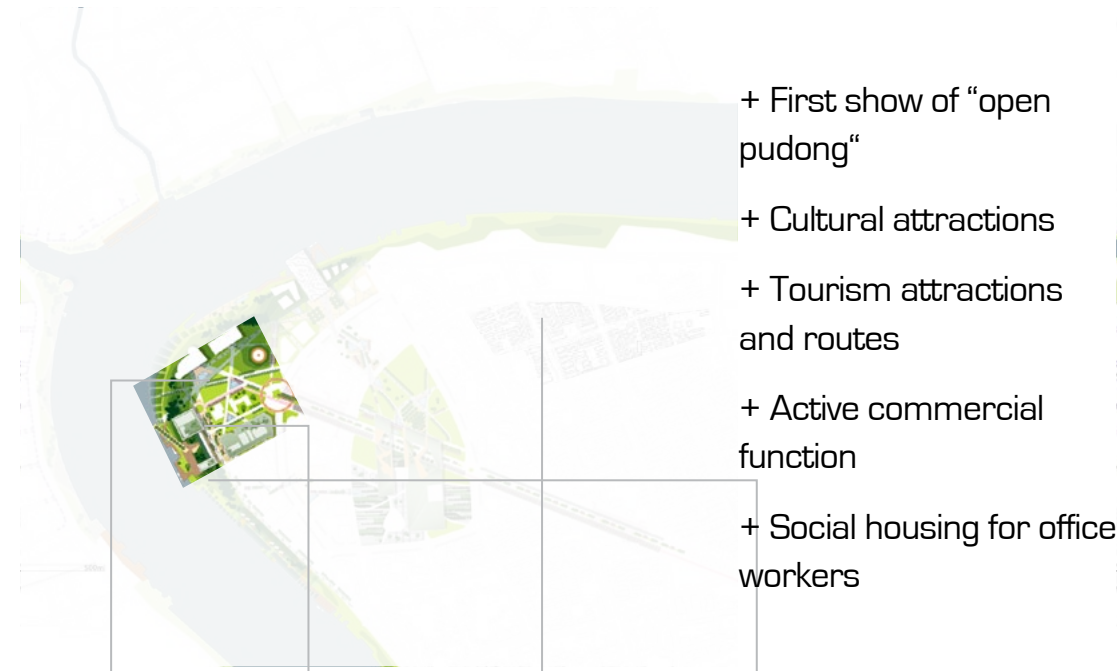 + First show of “open
pudong“
+ Cultural attractions
+ Tourism attractions
and routes
+ Active commercial
function
+ Social housing for office
workers